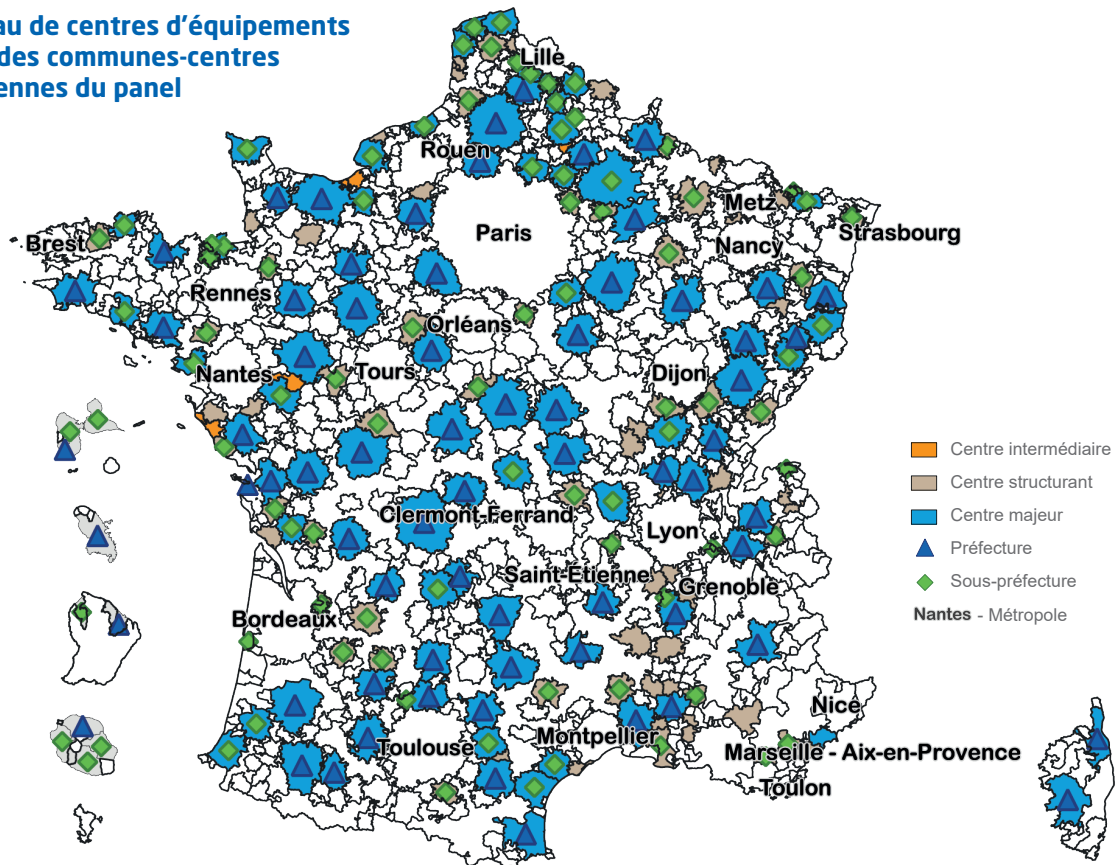 au de centres d'équipements
des communes-centres
ennes du panel
Lille
Rouen
Metz
Paris
Strasbourg
Brest
Nancy
Rennes
Orléans
Nantes
Tours
Dijon
Centre intermédiaire
Centre structurant
Centre majeur
Préfecture
Sous-préfecture
Nantes - Métropole
Clermont-Ferrand
Lyon
Saint-Étienne
Grenoble
Bordeaux
Nice
Montpellier
Toulouse
Marseille - Aix-en-Provence
Toulon